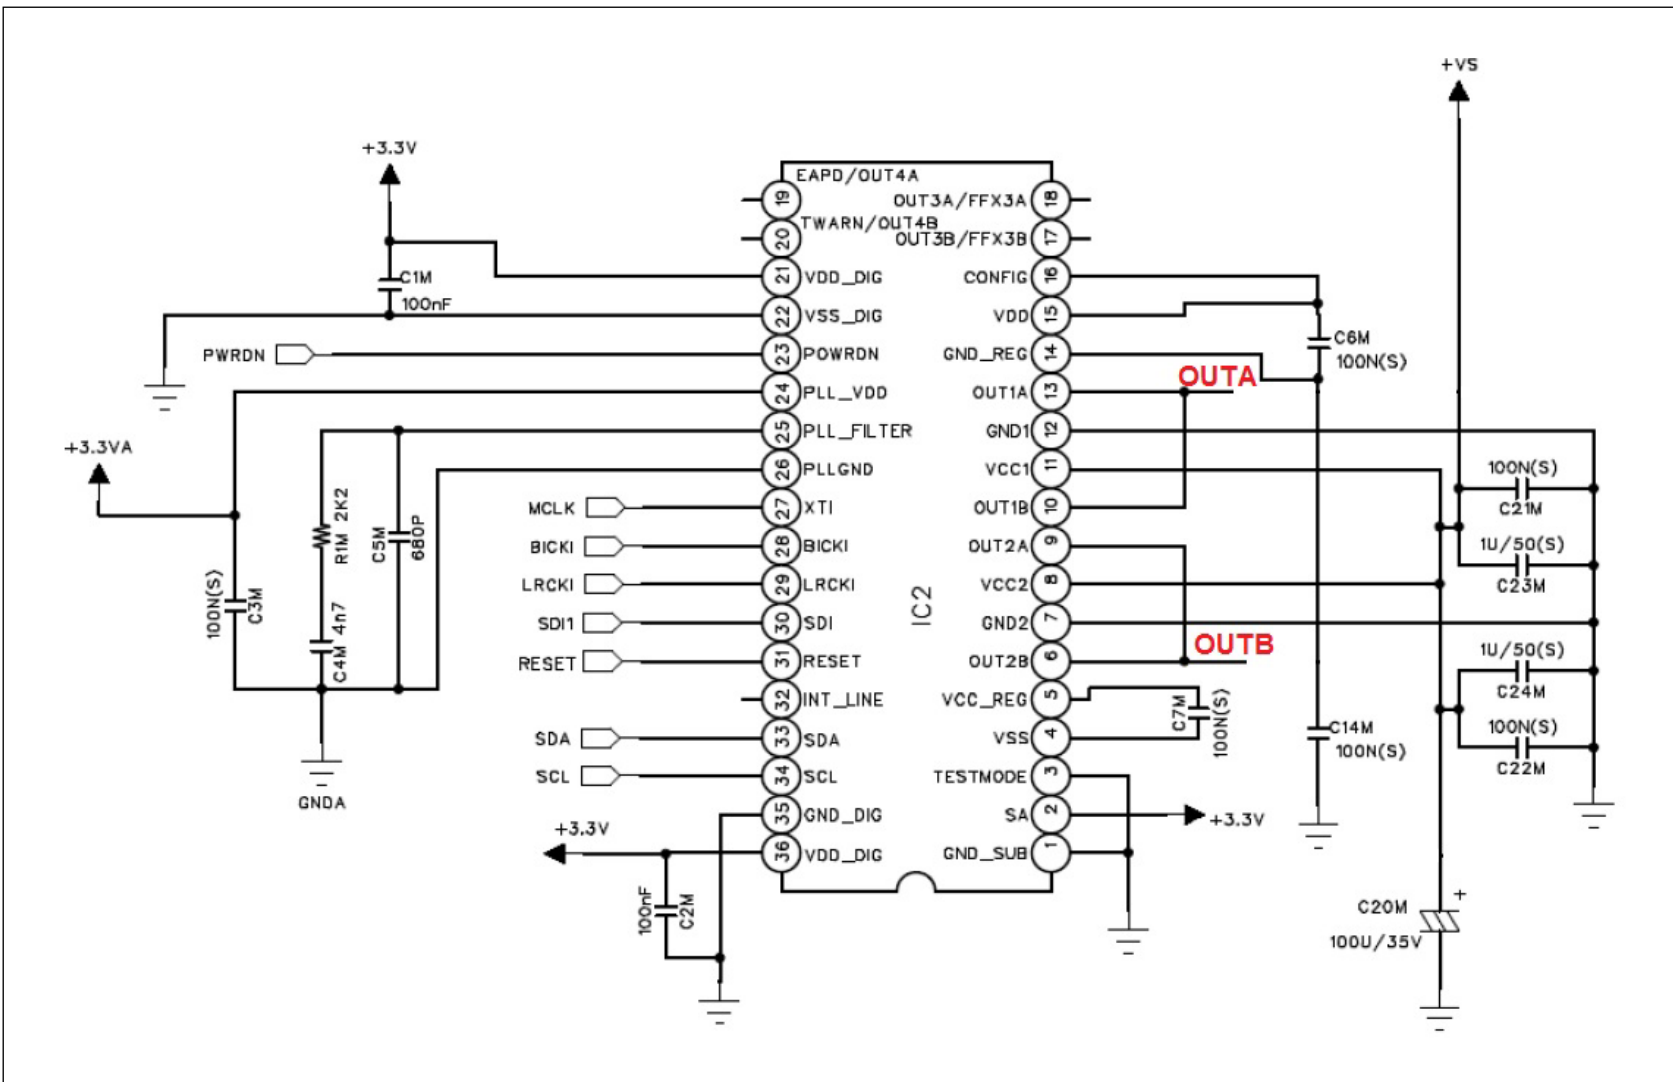 +VS
+3.3V
EAPD/OUT4A
19
OUT3A/FFX3A
18
TWARN/OUT4B
20
OUT3B/FFX3B
17
C1M
100nF
21
VDD_DIG
CONFIG
16
22
VSS_DIG
VDD
15
PWRDN
23
POWRDN
GND_REG
14
C6M
100N(S)
24
PLL_VDD
OUT1A
13
OUTA
+3.3VA
25
PLL_FILTER
GND1
12
26
PLLGND
VCC1
11
100N(S)
C21M
R1M 2K2
C5M
680P
MCLK
27
XTI
OUT1B
10
BICKI
28
BICKI
OUT2A
9
1U/50(S)
C23M
LRCKI
29
LRCKI
VCC2
8
100N(S)
C3M
C4M 4n7
IC2
SDI1
30
SDI
GND2
7
RESET
31
RESET
OUT2B
6
OUTB
1U/50(S)
C24M
32
INT_LINE
VCC_REG
5
C7M
100N(S)
C14M
100N(S)
100N(S)
C22M
SDA
33
SDA
VSS
4
SCL
34
SCL
TESTMODE
3
GNDA
35
GND_DIG
SA
2
+3.3V
+3.3V
36
VDD_DIG
GND_SUB
1
100nF
C2M
+
C20M
100U/35V